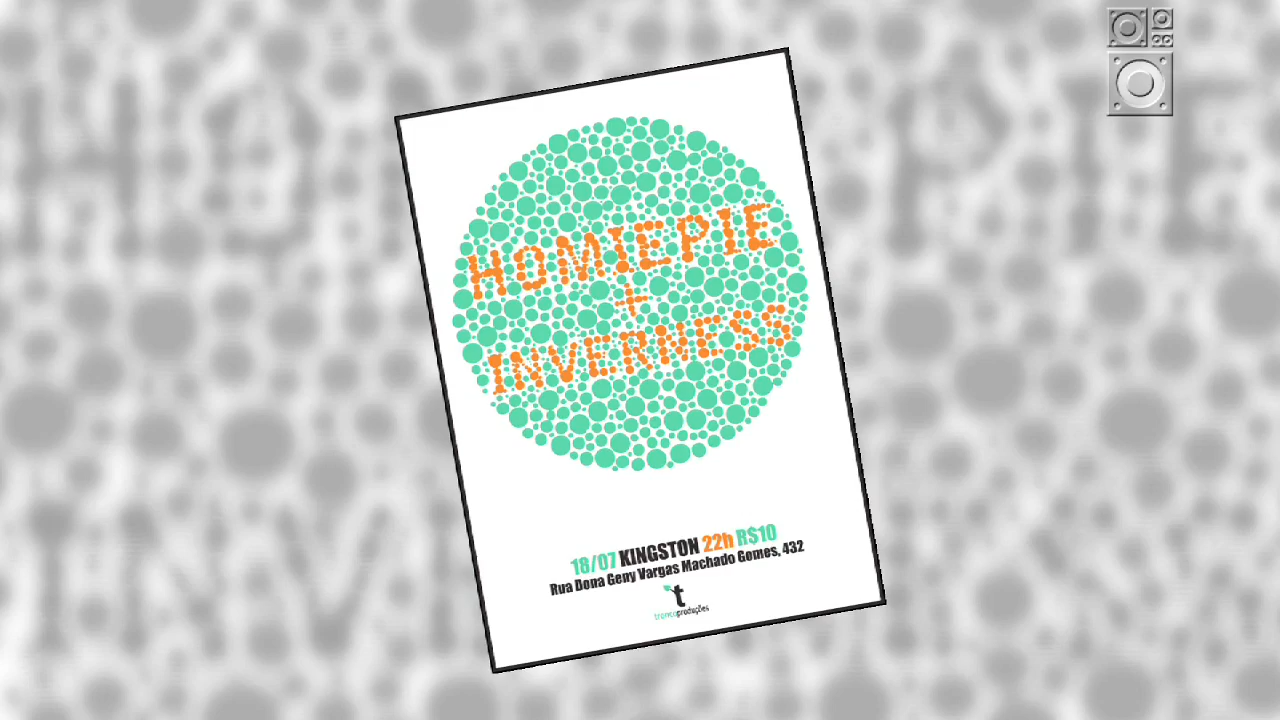 HOMIEPIE
+
INVERNESS
18/07 KINGSTON 22h R$10
Rua Dona Geny Vargas Machado Gomes, 432
t
troncoproduções